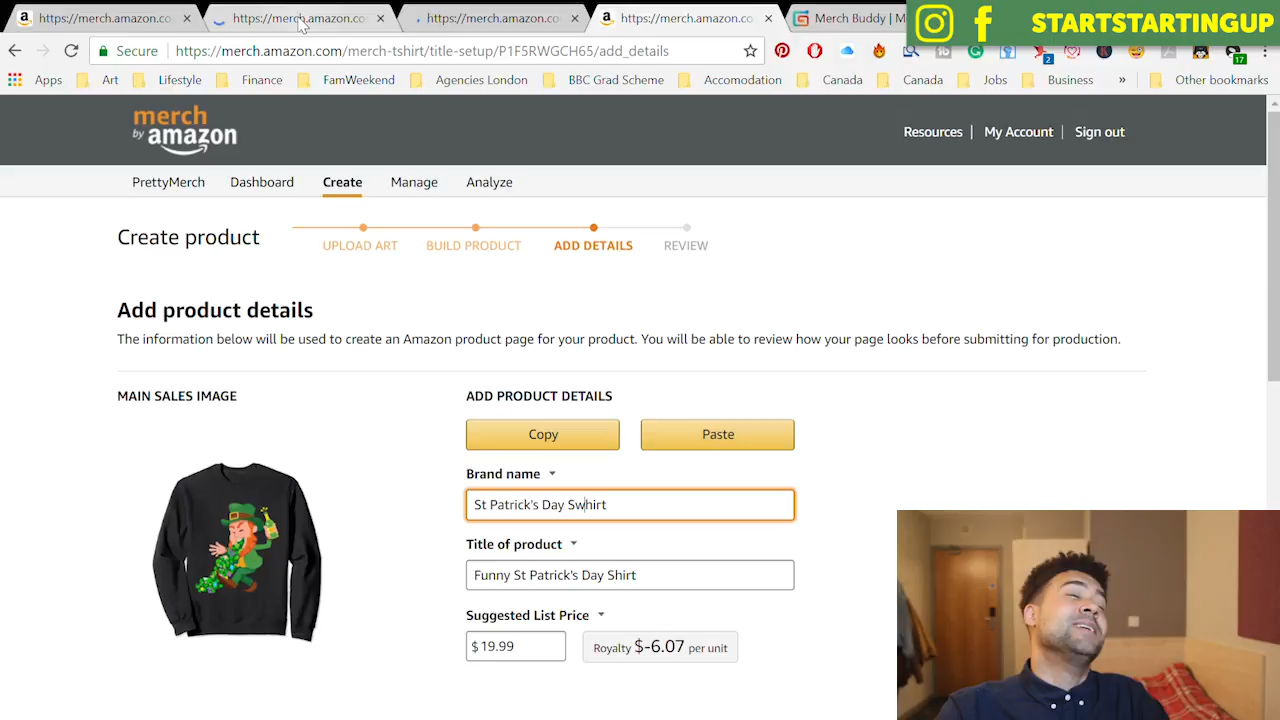 https://merch.amazon.co
https://merch.amazon.co
https://merch.amazon.co
https://merch.amazon.co
Merch Buddy | M
STARTSTARTINGUP
Secure
https://merch.amazon.com/merch-tshirt/title-setup/P1F5RWGCH65/add_details
2
17
Apps
Art
Lifestyle
Finance
FamWeekend
Agencies London
BBC Grad Scheme
Accomodation
Canada
Canada
Jobs
Business
»
Other bookmarks
merch
by amazon
Resources
My Account
Sign out
PrettyMerch
Dashboard
Create
Manage
Analyze
Create product
UPLOAD ART
BUILD PRODUCT
ADD DETAILS
REVIEW
Add product details
The information below will be used to create an Amazon product page for your product. You will be able to review how your page looks before submitting for production.
MAIN SALES IMAGE
ADD PRODUCT DETAILS
Copy
Paste
Brand name
St Patrick's Day Swhirt
Title of product
Funny St Patrick's Day Shirt
Suggested List Price
$ 19.99
Royalty $-6.07 per unit